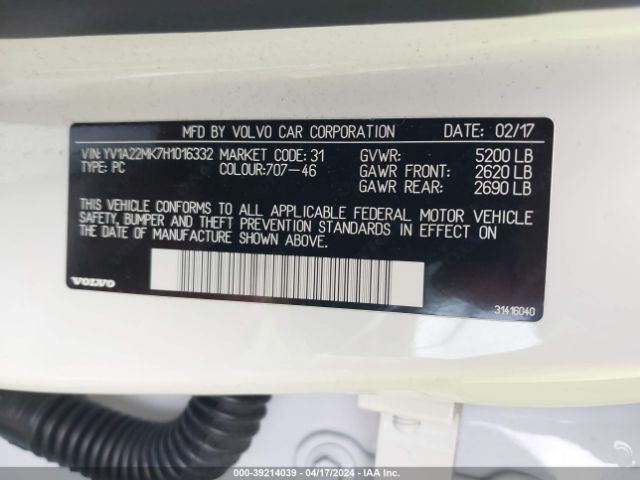 MFD BY VOLVO CAR CORPORATION DATE: 02/17
VIN: YV1A22MK7H1016332 MARKET CODE: 31 GVWR: 5200 LB
TYPE: PC COLOUR: 707-46 GAWR FRONT: 2620 LB
GAWR REAR: 2690 LB
THIS VEHICLE CONFORMS TO ALL APPLICABLE FEDERAL MOTOR VEHICLE
SAFETY, BUMPER AND THEFT PREVENTION STANDARDS IN EFFECT ON
THE DATE OF MANUFACTURE SHOWN ABOVE.
VOLVO
31416040
000-39214039 - 04/17/2024 - IAA Inc.